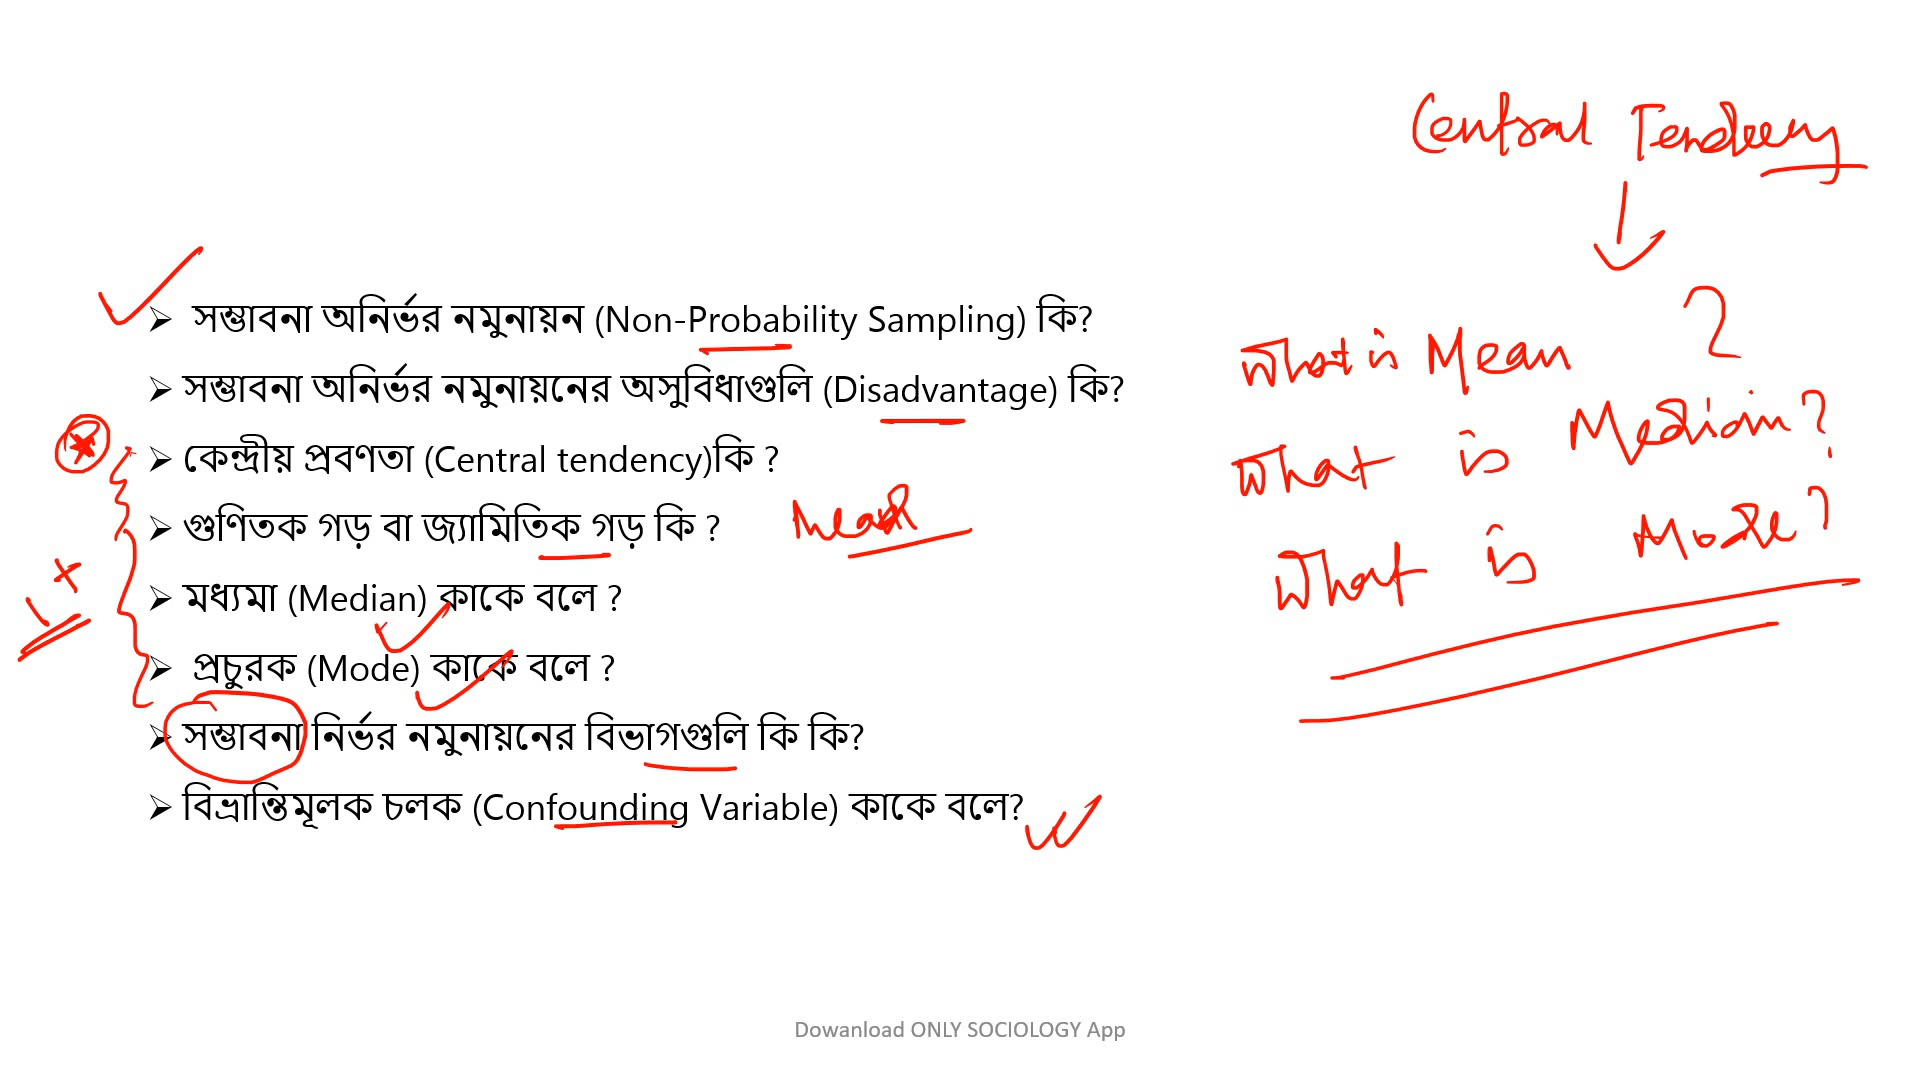 Central Tendency
➢ সম্ভাবনা অনির্ভর নমুনায়ন (Non-Probability Sampling) কি?
➢ সম্ভাবনা অনির্ভর নমুনায়নের অসুবিধাগুলি (Disadvantage) কি?
➢ কেন্দ্রীয় প্রবণতা (Central tendency)কি ?
➢ গুণিতক গড় বা জ্যামিতিক গড় কি ?
Mean
➢ মধ্যমা (Median) কাকে বলে ?
➢ প্রচুরক (Mode) কাকে বলে ?
➢ সম্ভাবনা নির্ভর নমুনায়নের বিভাগগুলি কি কি?
➢ বিভ্রান্তিমূলক চলক (Confounding Variable) কাকে বলে?
What is Mean ?
What is Median?
What is Mode?
Dowanload ONLY SOCIOLOGY App